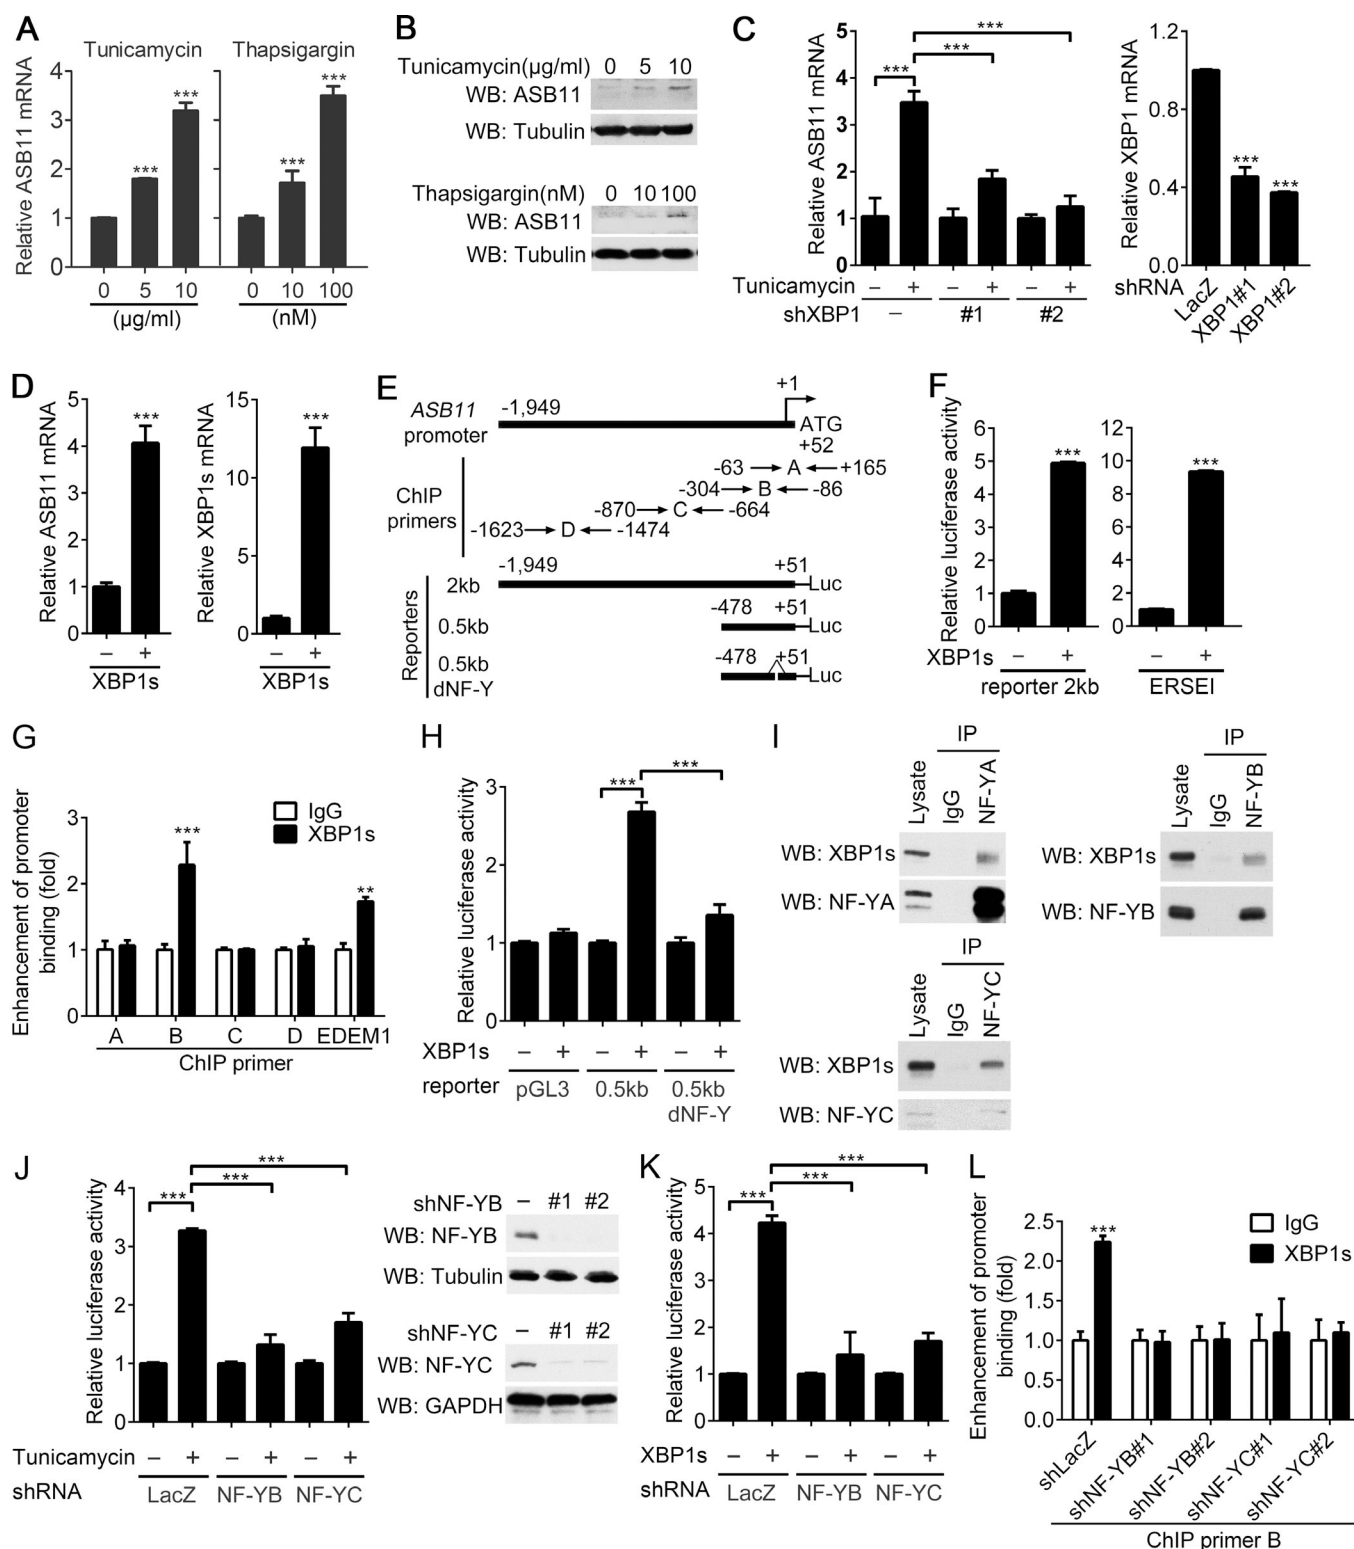 A
Tunicamycin Thapsigargin
Relative ASB11 mRNA
4
3
2
1
0
0 5 10 0 10 100
(µg/ml) (nM)
*** *** *** ***
B
Tunicamycin(µg/ml) 0 5 10
WB: ASB11
WB: Tubulin
Thapsigargin(nM) 0 10 100
WB: ASB11
WB: Tubulin
C
Relative ASB11 mRNA
5
4
3
2
1
0
*** *** ***
Tunicamycin – + – + – +
shXBP1 – #1 #2
Relative XBP1 mRNA
1.2
0.8
0.4
0.0
*** ***
shRNA LacZ XBP1#1 XBP1#2
D
Relative ASB11 mRNA
5
4
3
2
1
0
***
– +
XBP1s
Relative XBP1s mRNA
15
10
5
0
***
– +
XBP1s
E
ASB11 promoter
-1,949 +1 ATG
+52
ChIP primers
-63 A +165
-304 B -86
-870 C -664
-1623 D -1474
Reporters
-1,949 +51
2kb Luc
-478 +51
0.5kb Luc
-478 +51
0.5kb dNF-Y Luc
F
Relative luciferase activity
6
5
4
3
2
1
0
***
12
10
8
6
4
2
0
***
XBP1s – + – +
reporter 2kb ERSEI
G
Enhancement of promoter
binding (fold)
3
2
1
0
IgG
XBP1s
*** **
A B C D EDEM1
ChIP primer
H
Relative luciferase activity
3
2
1
0
*** ***
XBP1s – + – + – +
reporter pGL3 0.5kb 0.5kb
dNF-Y
I
IP
Lysate IgG NF-YA
WB: XBP1s
WB: NF-YA
IP
Lysate IgG NF-YB
WB: XBP1s
WB: NF-YB
IP
Lysate IgG NF-YC
WB: XBP1s
WB: NF-YC
J
Relative luciferase activity
4
3
2
1
0
*** *** ***
Tunicamycin – + – + – +
shRNA LacZ NF-YB NF-YC
shNF-YB – #1 #2
WB: NF-YB
WB: Tubulin
shNF-YC – #1 #2
WB: NF-YC
WB: GAPDH
K
Relative luciferase activity
5
4
3
2
1
0
*** *** ***
XBP1s – + – + – +
shRNA LacZ NF-YB NF-YC
L
Enhancement of promoter
binding (fold)
2.5
2.0
1.5
1.0
0.5
0.0
IgG
XBP1s
***
shLacZ shNF-YB#1 shNF-YB#2 shNF-YC#1 shNF-YC#2
ChIP primer B